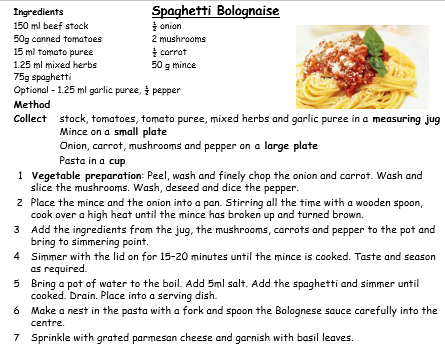 Spaghetti Bolognaise
Ingredients
150 ml beef stock
50g canned tomatoes
15 ml tomato puree
1.25 ml mixed herbs
75g spaghetti
½ onion
2 mushrooms
½ carrot
50 g mince
Optional - 1.25 ml garlic puree, ½ pepper
Method
Collect stock, tomatoes, tomato puree, mixed herbs and garlic puree in a measuring jug
Mince on a small plate
Onion, carrot, mushrooms and pepper on a large plate
Pasta in a cup
1 Vegetable preparation: Peel, wash and finely chop the onion and carrot. Wash and
slice the mushrooms. Wash, deseed and dice the pepper.
2 Place the mince and the onion into a pan. Stirring all the time with a wooden spoon,
cook over a high heat until the mince has broken up and turned brown.
3 Add the ingredients from the jug, the mushrooms, carrots and pepper to the pot and
bring to simmering point.
4 Simmer with the lid on for 15-20 minutes until the mince is cooked. Taste and season
as required.
5 Bring a pot of water to the boil. Add 5ml salt. Add the spaghetti and simmer until
cooked. Drain. Place into a serving dish.
6 Make a nest in the pasta with a fork and spoon the Bolognese sauce carefully into the
centre.
7 Sprinkle with grated parmesan cheese and garnish with basil leaves.